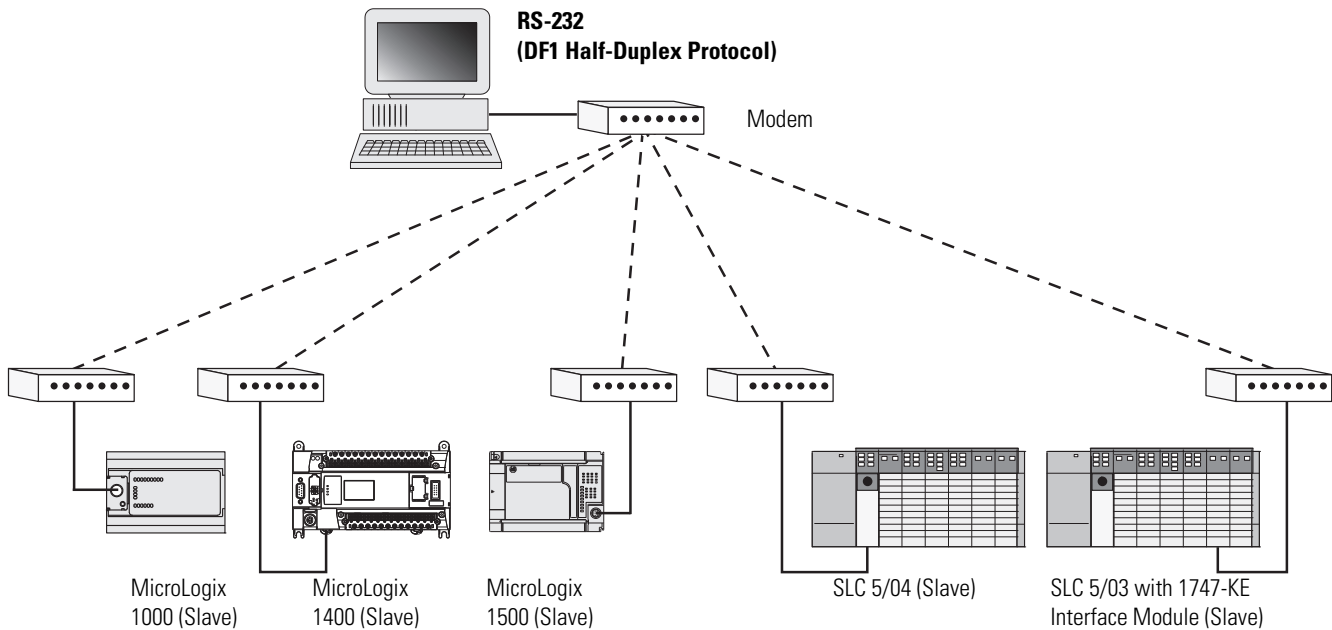 RS-232
(DF1 Half-Duplex Protocol)
Modem
MicroLogix
1000 (Slave)
MicroLogix
1400 (Slave)
MicroLogix
1500 (Slave)
SLC 5/04 (Slave)
SLC 5/03 with 1747-KE
Interface Module (Slave)